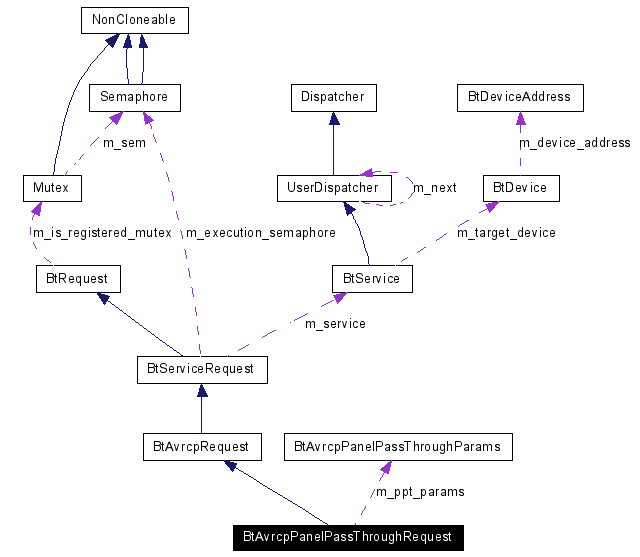 NonCloneable
Semaphore
Dispatcher
BtDeviceAddress
m_sem
m_device_address
Mutex
UserDispatcher
m_next
BtDevice
m_is_registered_mutex
m_execution_semaphore
m_target_device
BtRequest
BtService
m_service
BtServiceRequest
BtAvrcpRequest
BtAvrcpPanelPassThroughParams
m_ppt_params
BtAvrcpPanelPassThroughRequest